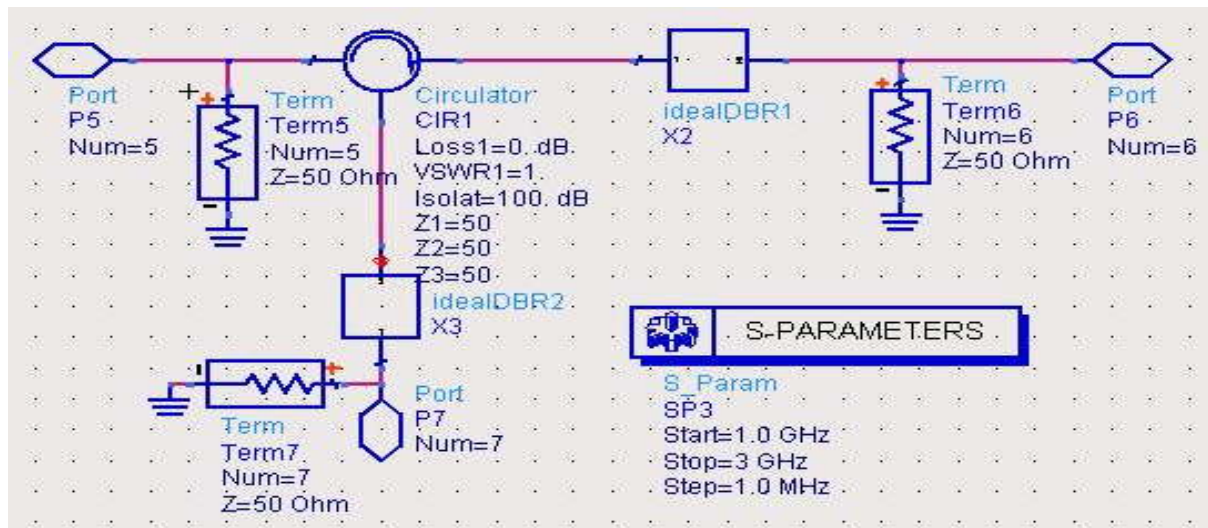 Port
P5
Num=5
+
Term
Term5
Num=5
Z=50 Ohm
Circulator
CIR1
Loss1=0. dB
VSWR1=1.
Isolat=100. dB
Z1=50
Z2=50
Z3=50
idealDBR1
X2
Term
Term6
Num=6
Z=50 Ohm
Port
P6
Num=6
idealDBR2
X3
Term
Term7
Num=7
Z=50 Ohm
Port
P7
Num=7
S-PARAMETERS
S_Param
SP3
Start=1.0 GHz
Stop=3 GHz
Step=1.0 MHz